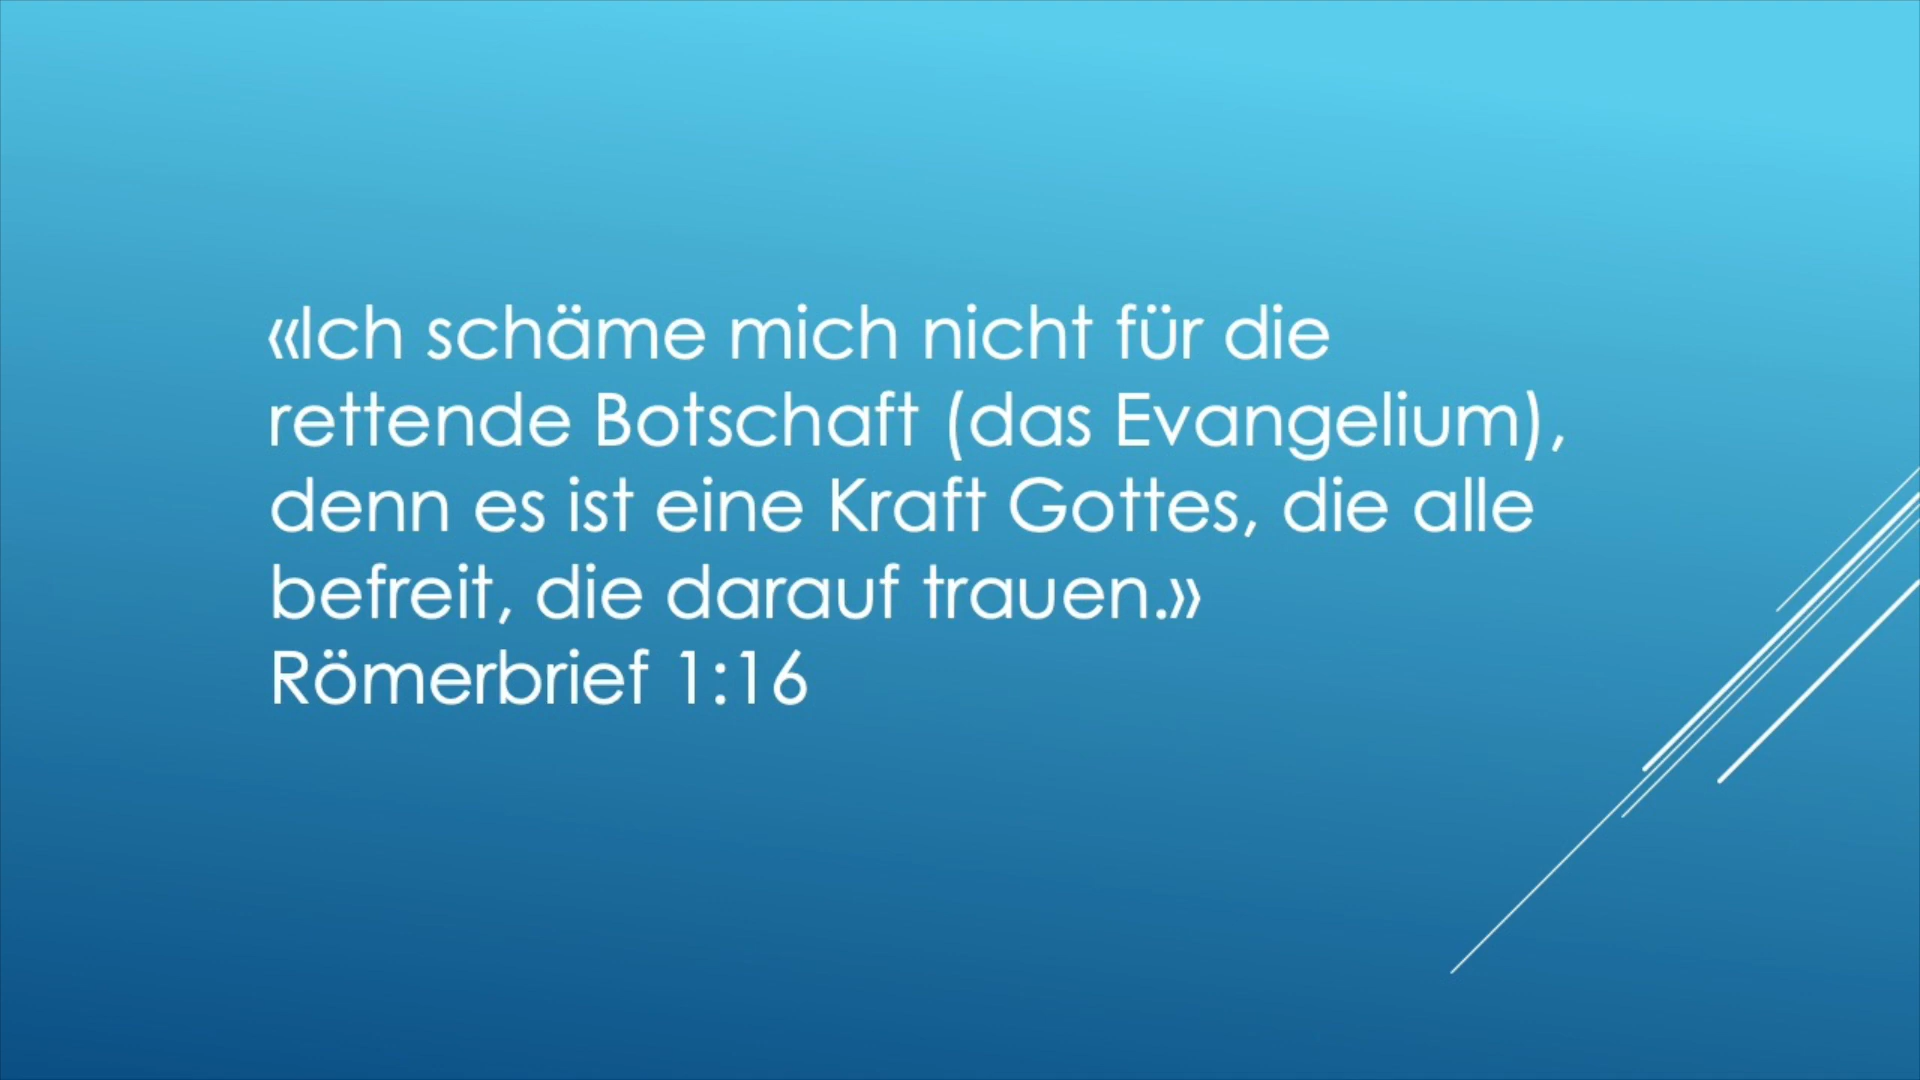 «Ich schäme mich nicht für die
rettende Botschaft (das Evangelium),
denn es ist eine Kraft Gottes, die alle
befreit, die darauf trauen.»
Römerbrief 1:16